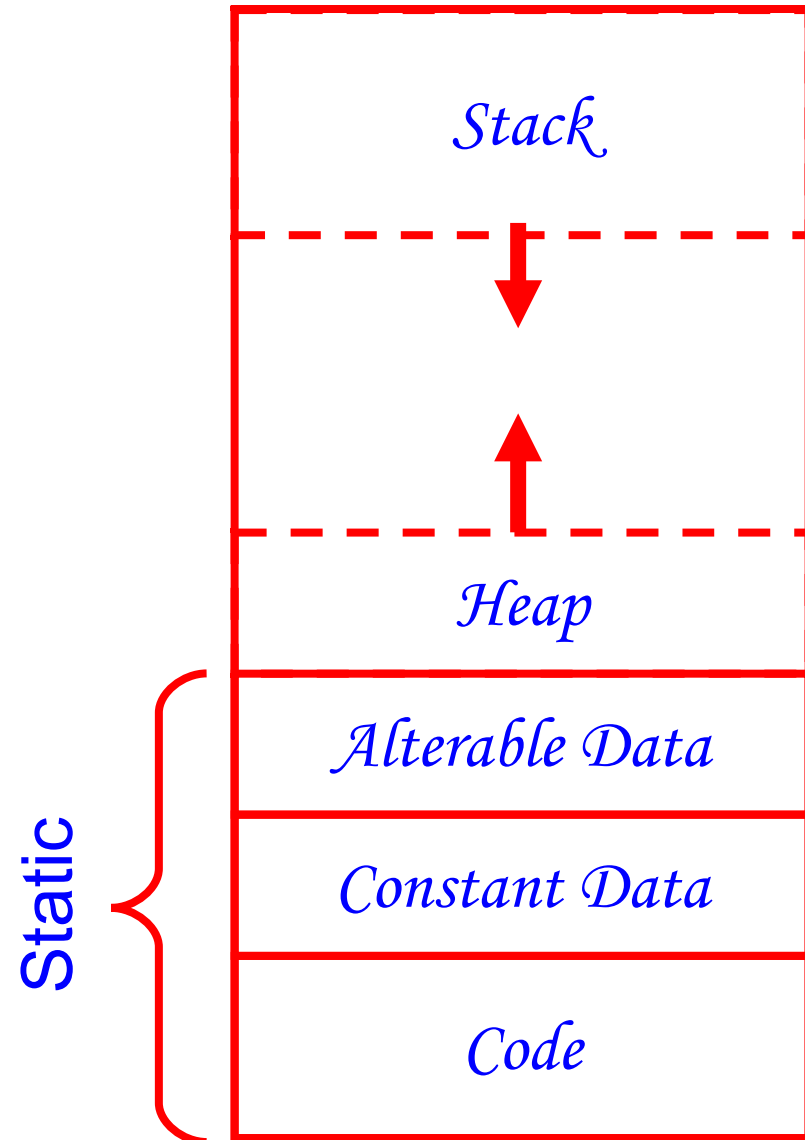 Stack
Heap
Alterable Data
Constant Data
Code
Static